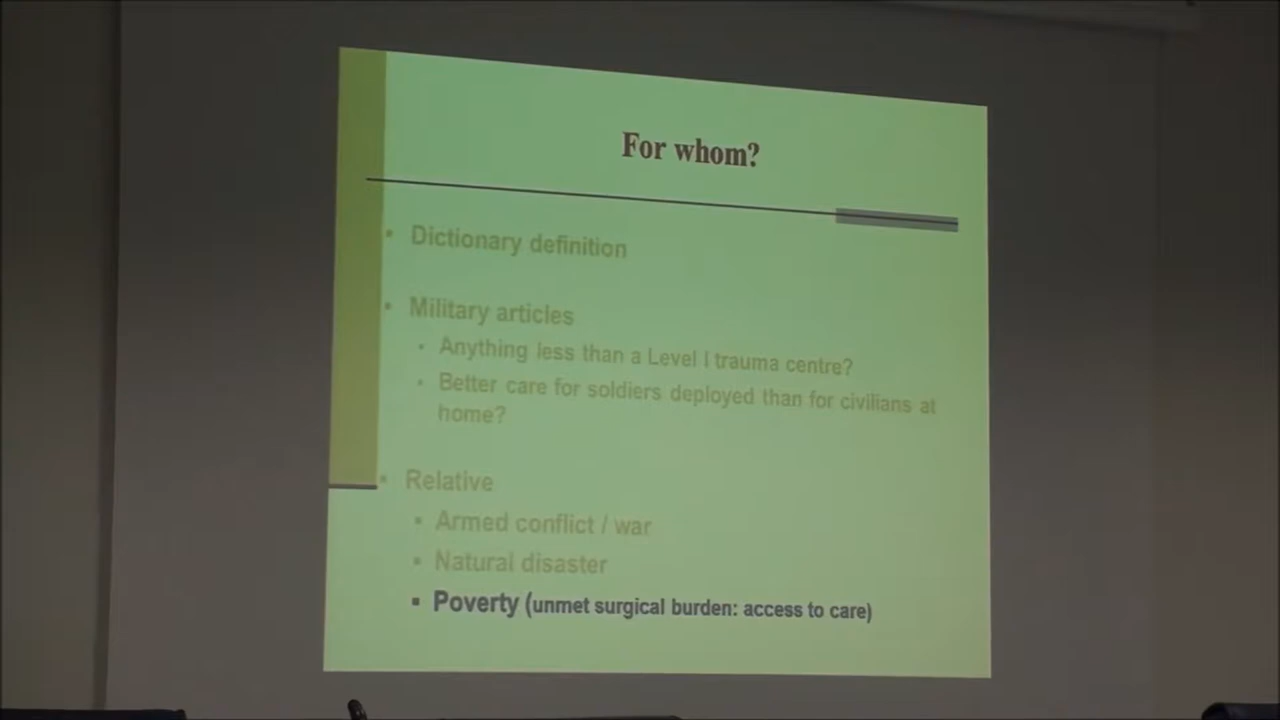 For whom?
• Dictionary definition
• Military articles
• Anything less than a Level I trauma centre?
• Better care for soldiers deployed than for civilians at
home?
• Relative
▪ Armed conflict / war
▪ Natural disaster
▪ Poverty (unmet surgical burden: access to care)